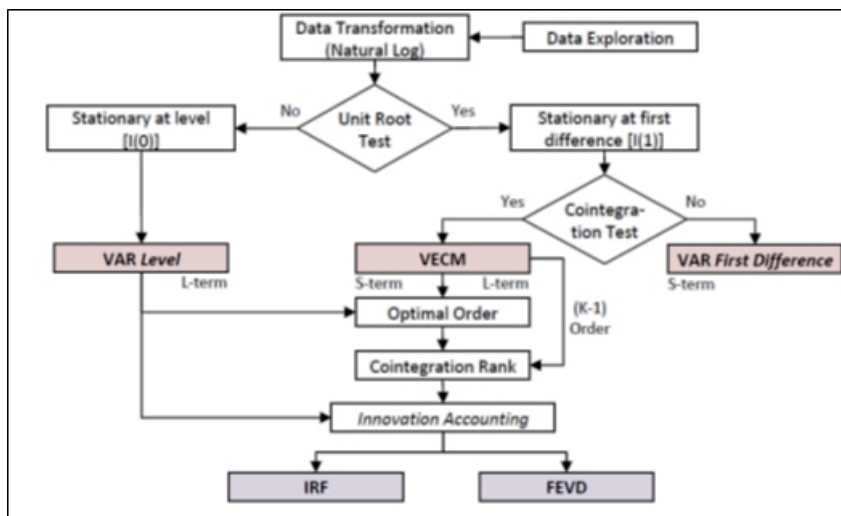 Data Transformation
(Natural Log)
Data Exploration
No
Unit Root
Test
Yes
Stationary at level
[I(0)]
Stationary at first
difference [I(1)]
Yes
Cointegra-
tion Test
No
VAR Level
L-term
VECM
S-term
L-term
VAR First Difference
S-term
Optimal Order
(K-1)
Order
Cointegration Rank
Innovation Accounting
IRF
FEVD